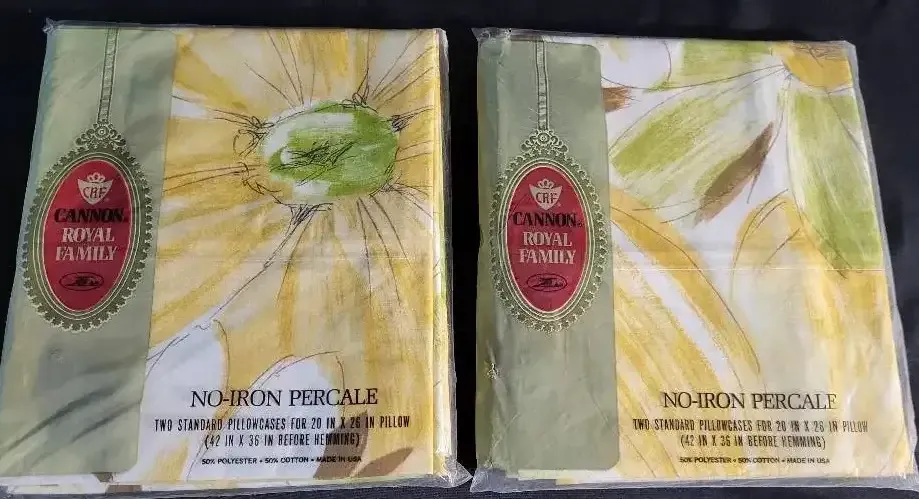 CRF
CANNON®
ROYAL
FAMILY
NO-IRON PERCALE
TWO STANDARD PILLOWCASES FOR 20 IN X 26 IN PILLOW
(42 IN X 36 IN BEFORE HEMMING)
50% POLYESTER • 50% COTTON • MADE IN USA
CRF
CANNON®
ROYAL
FAMILY
NO-IRON PERCALE
TWO STANDARD PILLOWCASES FOR 20 IN X 26 IN PILLOW
(42 IN X 36 IN BEFORE HEMMING)
50% POLYESTER • 50% COTTON • MADE IN USA